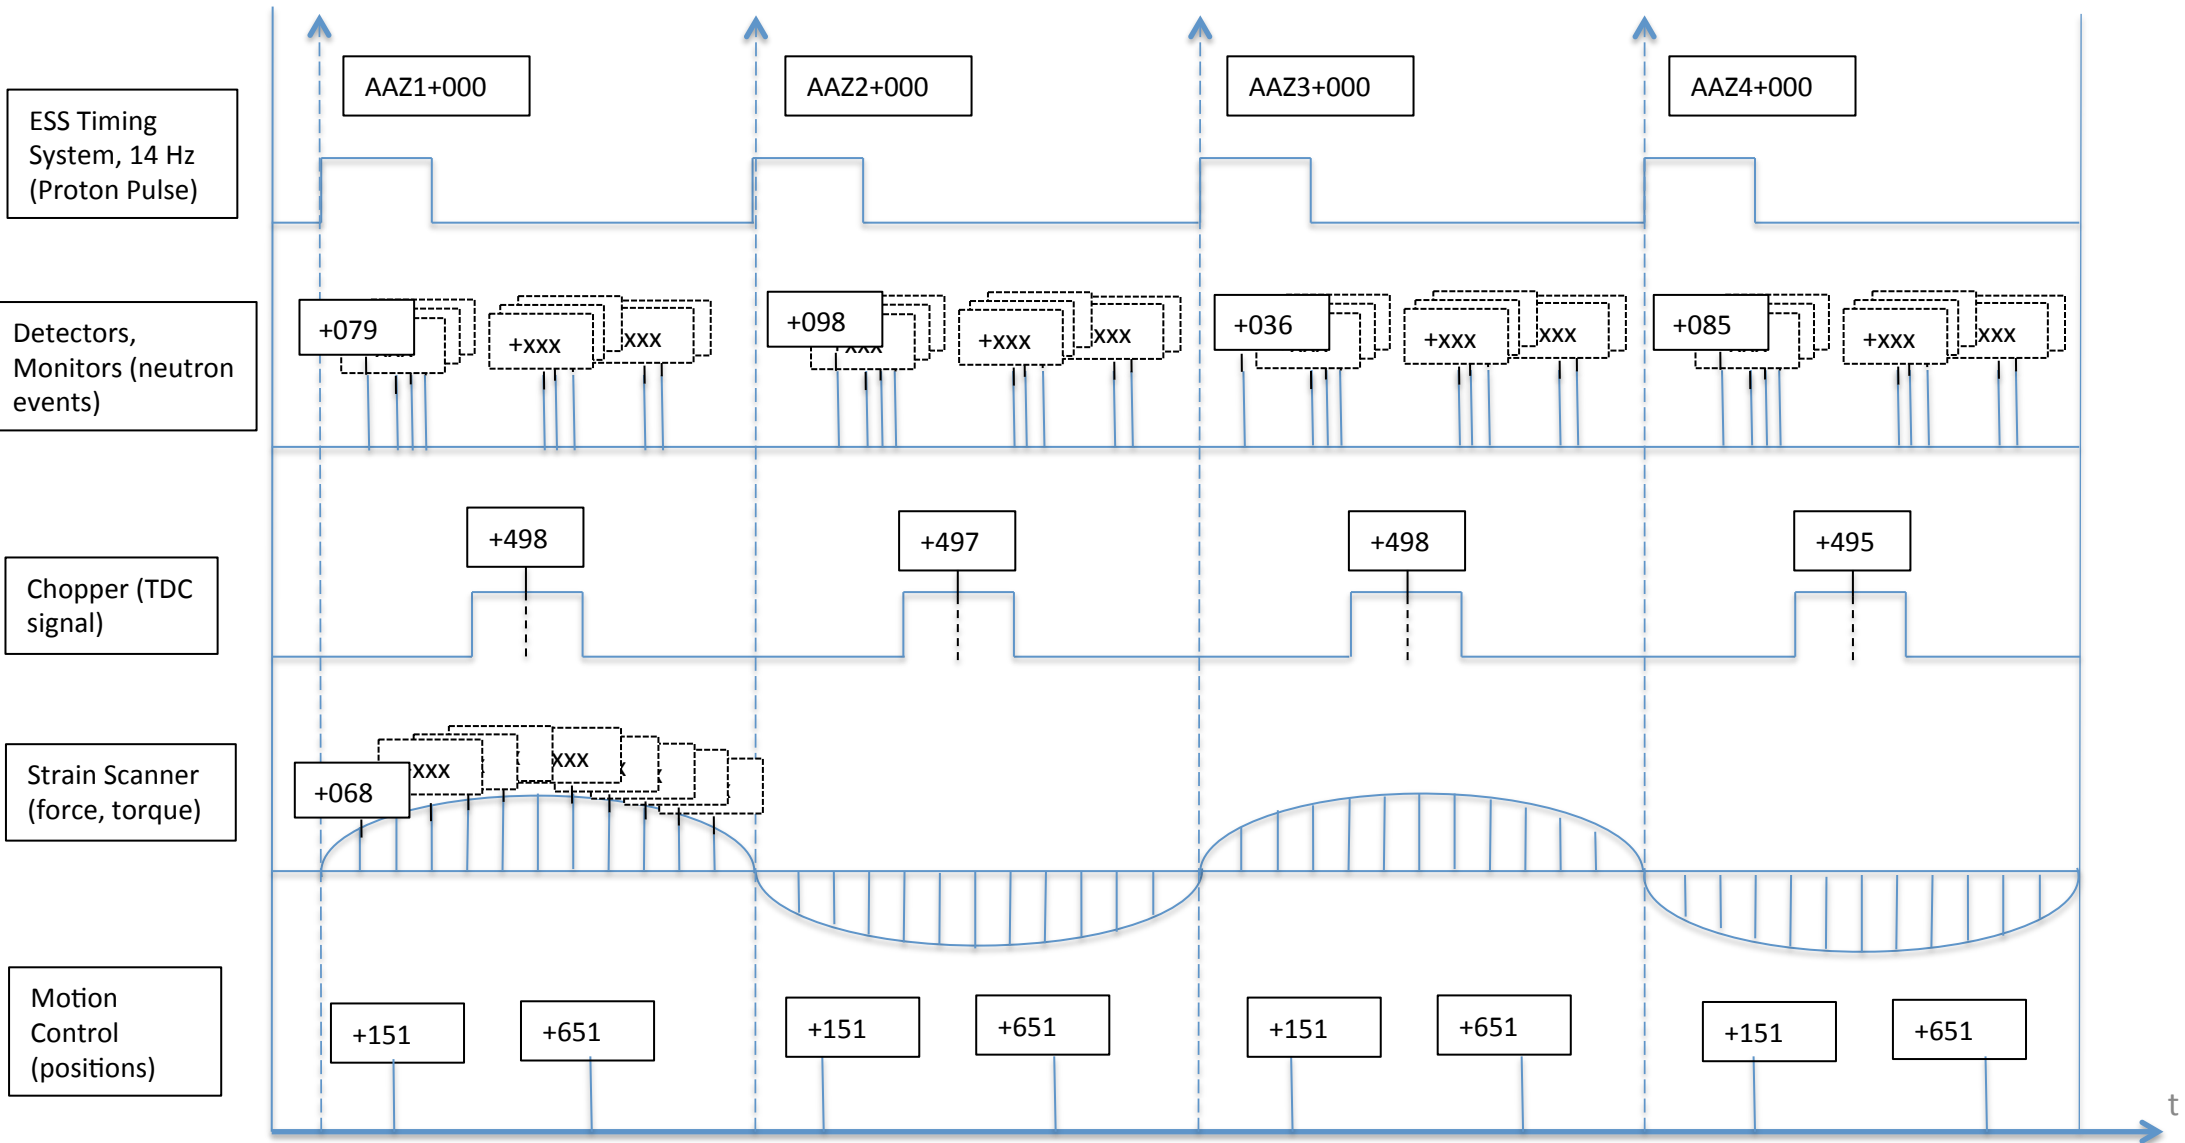 AAZ1+000
AAZ2+000
AAZ3+000
AAZ4+000
ESS Timing
System, 14 Hz
(Proton Pulse)
Detectors,
Monitors (neutron
events)
+079
+xxx
xxx
+098
xxx
+xxx
xxx
+036
+xxx
xxx
+085
+xxx
xxx
Chopper (TDC
signal)
+498
+497
+498
+495
Strain Scanner
(force, torque)
+068
xxx
xxx
Motion
Control
(positions)
+151
+651
+151
+651
+151
+651
+151
+651
t